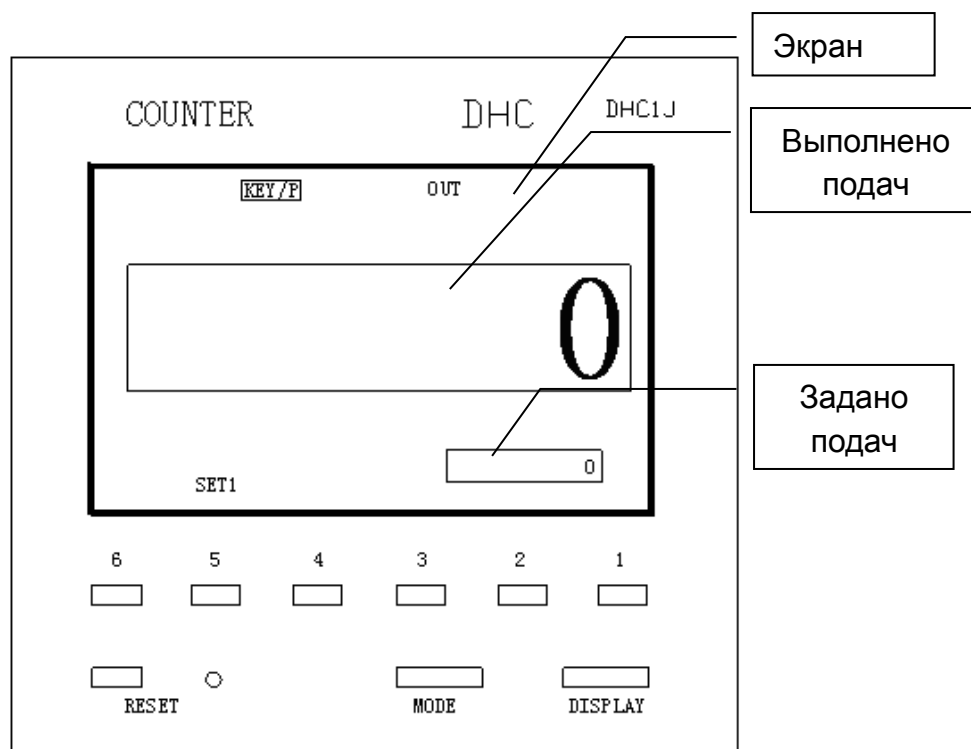 Экран
COUNTER DHC DHC1J
Выполнено
подач
KEY/P OUT
0
Задано
подач
0
SET1
6 5 4 3 2 1
RESET MODE DISPLAY